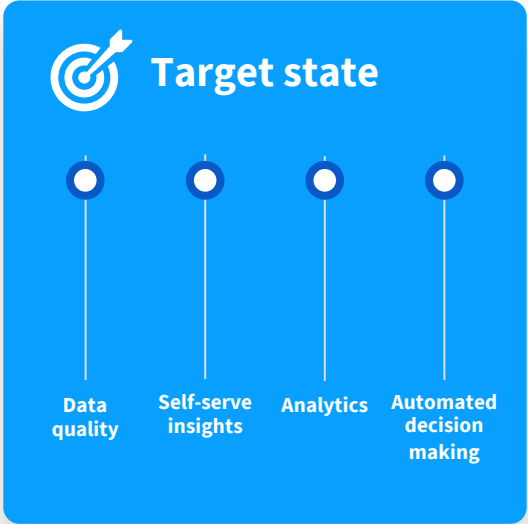 Target state
Data
quality
Self-serve
insights
Analytics
Automated
decision
making